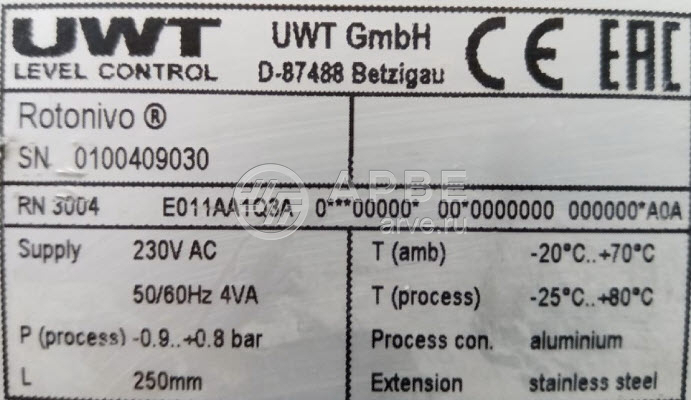 UWT
LEVEL CONTROL
UWT GmbH
D-87488 Betzigau
CE EAC
Rotonivo ®
SN 0100409030
АРВЕ
arve.ru
RN 3004 E011AA1Q3A 0***00000* 00*0000000 000000*A0A
Supply 230V AC
50/60Hz 4VA
P (process) -0.9..+0.8 bar
L 250mm
T (amb) -20°C..+70°C
T (process) -25°C..+80°C
Process con. aluminium
Extension stainless steel